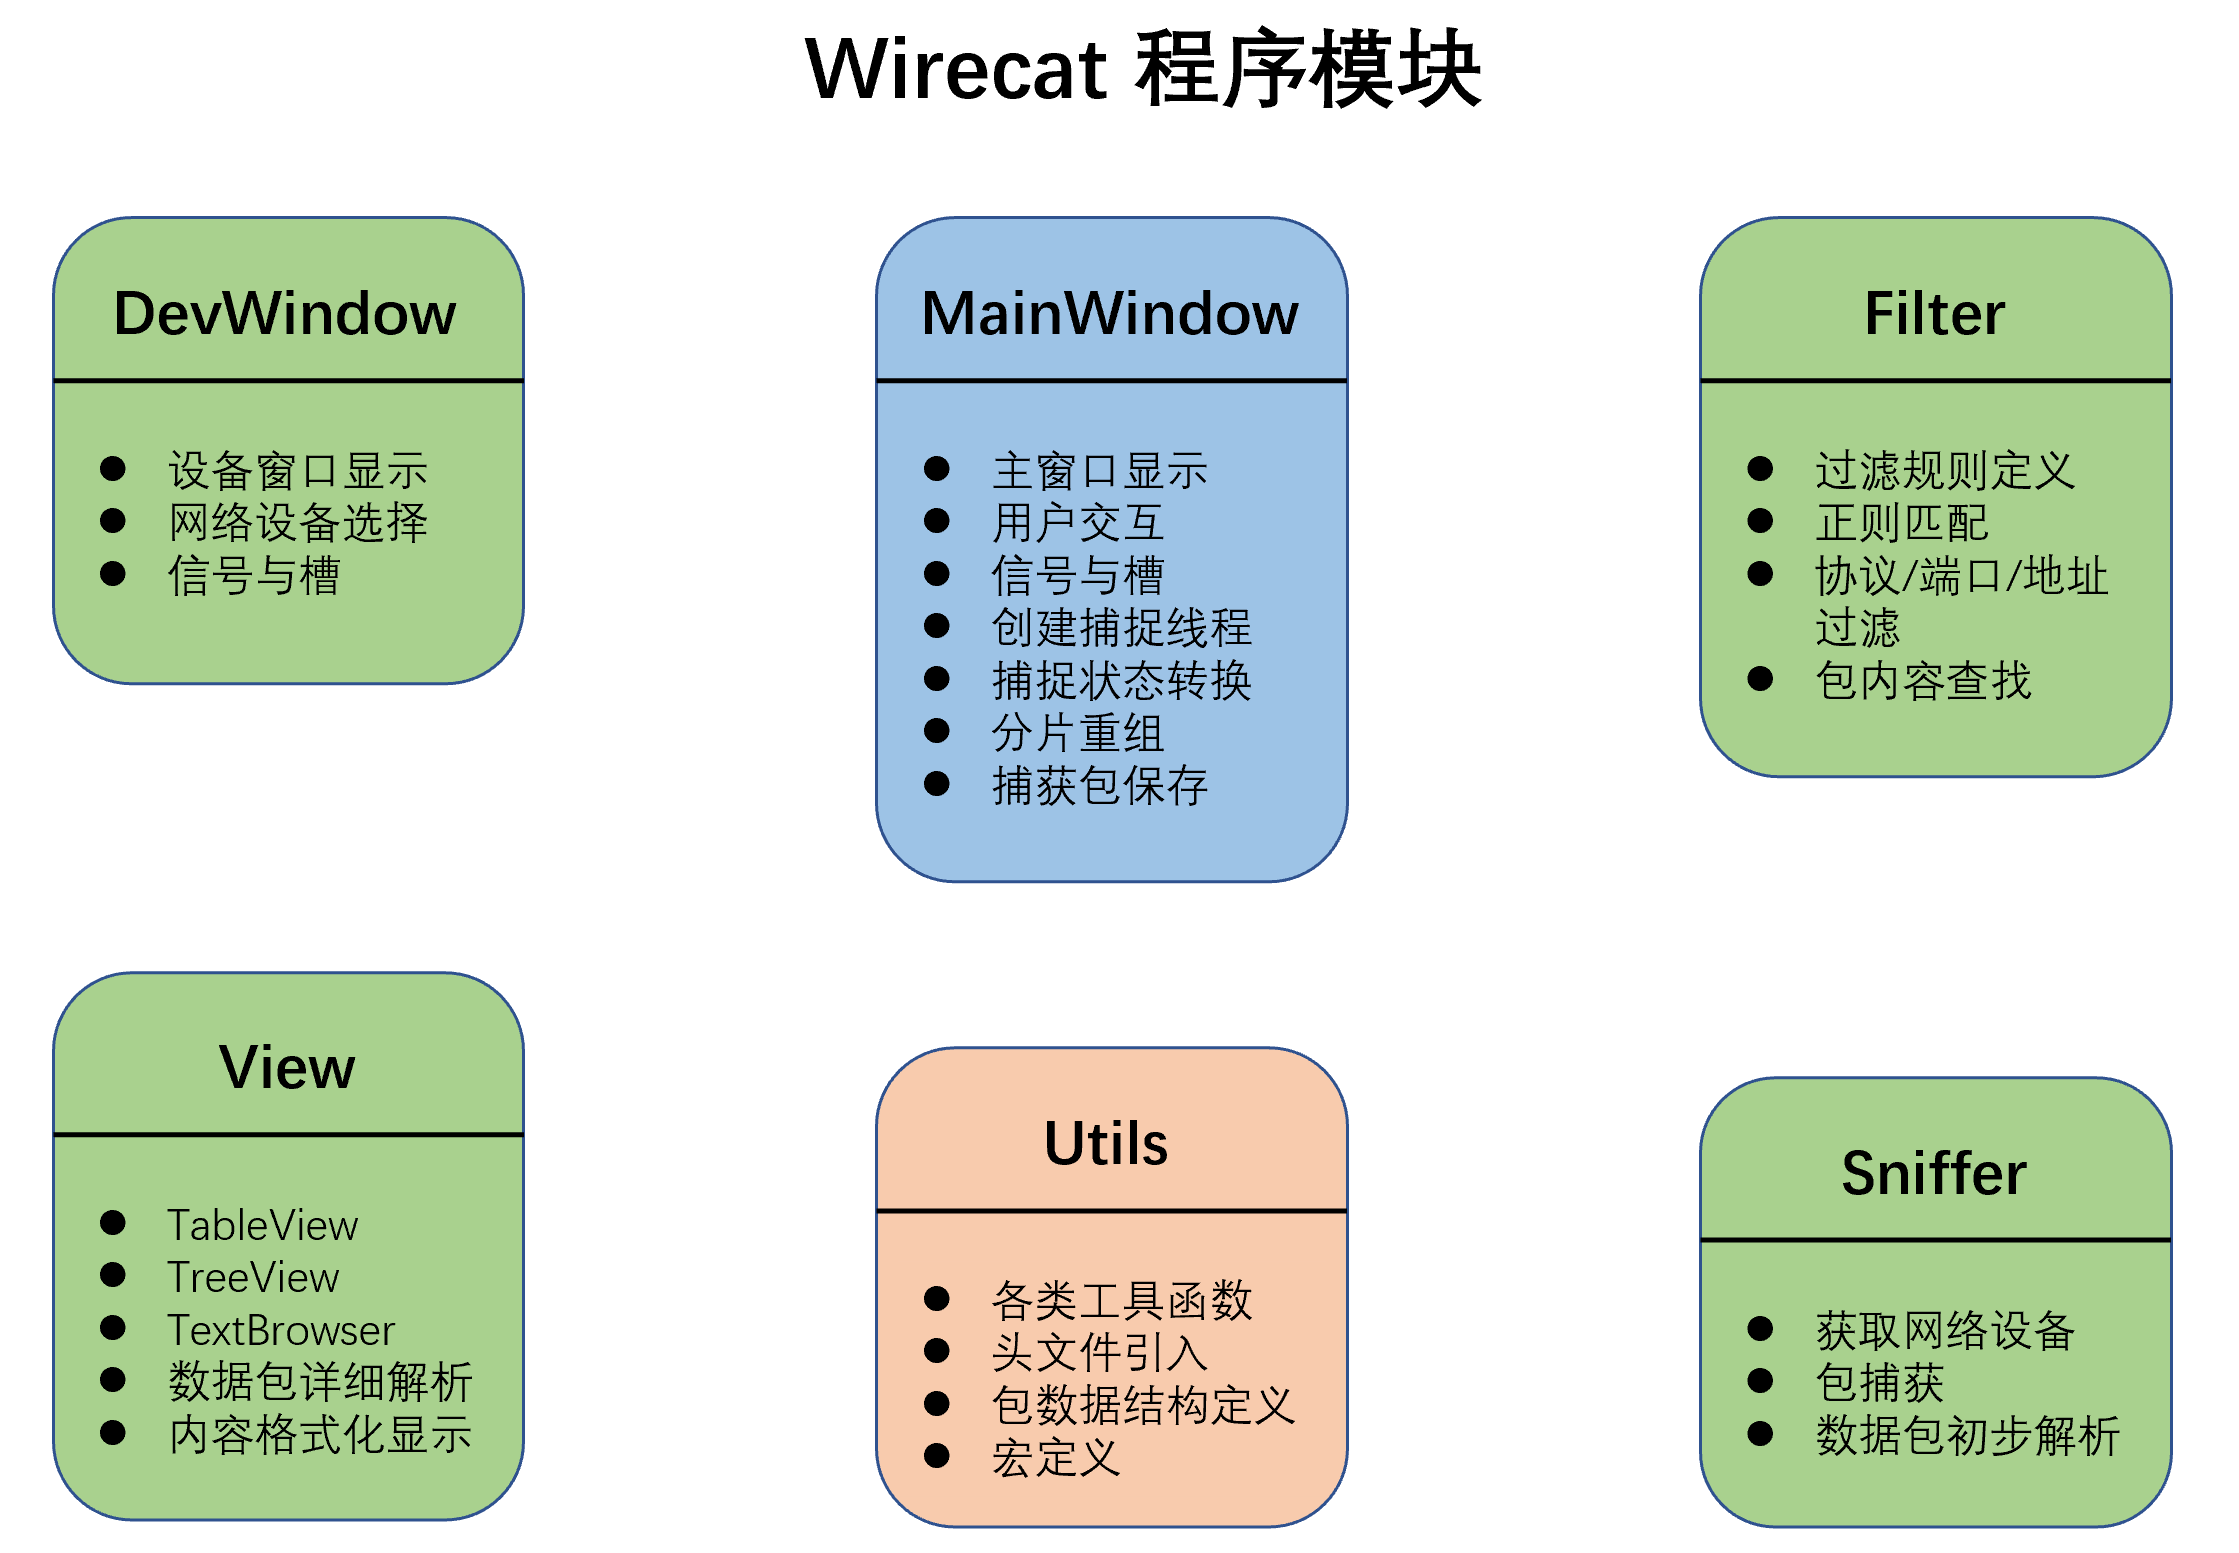 Wirecat 程序模块
DevWindow
● 设备窗口显示
● 网络设备选择
● 信号与槽
MainWindow
● 主窗口显示
● 用户交互
● 信号与槽
● 创建捕捉线程
● 捕捉状态转换
● 分片重组
● 捕获包保存
Filter
● 过滤规则定义
● 正则匹配
● 协议/端口/地址
过滤
● 包内容查找
View
● TableView
● TreeView
● TextBrowser
● 数据包详细解析
● 内容格式化显示
Utils
● 各类工具函数
● 头文件引入
● 包数据结构定义
● 宏定义
Sniffer
● 获取网络设备
● 包捕获
● 数据包初步解析